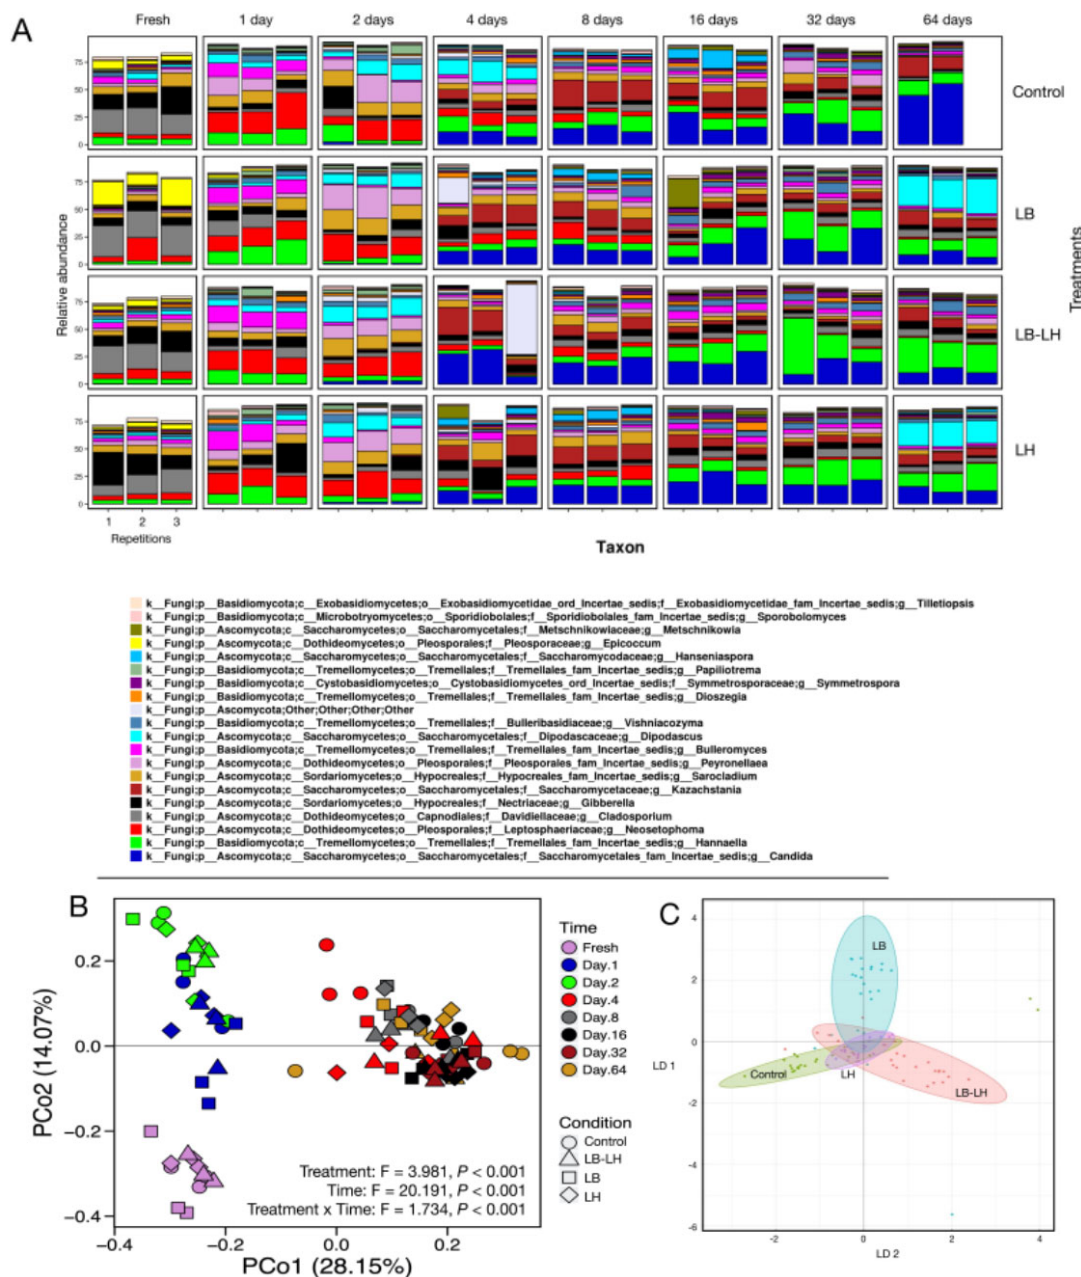 A
Fresh 1 day 2 days 4 days 8 days 16 days 32 days 64 days
75
50
25
0
Control
75
50
25
0
LB
75
50
25
0
LB-LH
75
50
25
0
LH
Relative abundance
Treatments
1 2 3
Repetitions
Taxon
k__Fungi;p__Basidiomycota;c__Exobasidiomycetes;o__Exobasidiomycetidae_ord_Incertae_sedis;f__Exobasidiomycetidae_fam_Incertae_sedis;g__Tilletiopsis
k__Fungi;p__Basidiomycota;c__Microbotryomycetes;o__Sporidiobolales;f__Sporidiobolales_fam_Incertae_sedis;g__Sporobolomyces
k__Fungi;p__Ascomycota;c__Saccharomycetes;o__Saccharomycetales;f__Metschnikowiaceae;g__Metschnikowia
k__Fungi;p__Ascomycota;c__Dothideomycetes;o__Pleosporales;f__Pleosporaceae;g__Epicoccum
k__Fungi;p__Ascomycota;c__Saccharomycetes;o__Saccharomycetales;f__Saccharomycodaceae;g__Hanseniaspora
k__Fungi;p__Basidiomycota;c__Tremellomycetes;o__Tremellales;f__Tremellales_fam_Incertae_sedis;g__Papiliotrema
k__Fungi;p__Basidiomycota;c__Cystobasidiomycetes;o__Cystobasidiomycetes_ord_Incertae_sedis;f__Symmetrosporaceae;g__Symmetrospora
k__Fungi;p__Basidiomycota;c__Tremellomycetes;o__Tremellales;f__Tremellales_fam_Incertae_sedis;g__Dioszegia
k__Fungi;p__Ascomycota;Other;Other;Other;Other
k__Fungi;p__Basidiomycota;c__Tremellomycetes;o__Tremellales;f__Bulleribasidiaceae;g__Vishniacozyma
k__Fungi;p__Ascomycota;c__Saccharomycetes;o__Saccharomycetales;f__Dipodascaceae;g__Dipodascus
k__Fungi;p__Basidiomycota;c__Tremellomycetes;o__Tremellales;f__Tremellales_fam_Incertae_sedis;g__Bulleromyces
k__Fungi;p__Ascomycota;c__Dothideomycetes;o__Pleosporales;f__Pleosporales_fam_Incertae_sedis;g__Peyronellaea
k__Fungi;p__Ascomycota;c__Sordariomycetes;o__Hypocreales;f__Hypocreales_fam_Incertae_sedis;g__Sarocladium
k__Fungi;p__Ascomycota;c__Saccharomycetes;o__Saccharomycetales;f__Saccharomycetaceae;g__Kazachstania
k__Fungi;p__Ascomycota;c__Sordariomycetes;o__Hypocreales;f__Nectriaceae;g__Gibberella
k__Fungi;p__Ascomycota;c__Dothideomycetes;o__Capnodiales;f__Davidiellaceae;g__Cladosporium
k__Fungi;p__Ascomycota;c__Dothideomycetes;o__Pleosporales;f__Leptosphaeriaceae;g__Neosetophoma
k__Fungi;p__Basidiomycota;c__Tremellomycetes;o__Tremellales;f__Tremellales_fam_Incertae_sedis;g__Hannaella
k__Fungi;p__Ascomycota;c__Saccharomycetes;o__Saccharomycetales;f__Saccharomycetales_fam_Incertae_sedis;g__Candida
B
0.2
0.0
−0.2
−0.4
PCo2 (14.07%)
Treatment: F = 3.981, P < 0.001
Time: F = 20.191, P < 0.001
Treatment x Time: F = 1.734, P < 0.001
−0.4 −0.2 0.0 0.2
PCo1 (28.15%)
Time
Fresh
Day.1
Day.2
Day.4
Day.8
Day.16
Day.32
Day.64
Condition
Control
LB-LH
LB
LH
C
4
2
0
-2
-4
-6
LD 1
LB
Control
LH
LB-LH
-2 0 2 4
LD 2